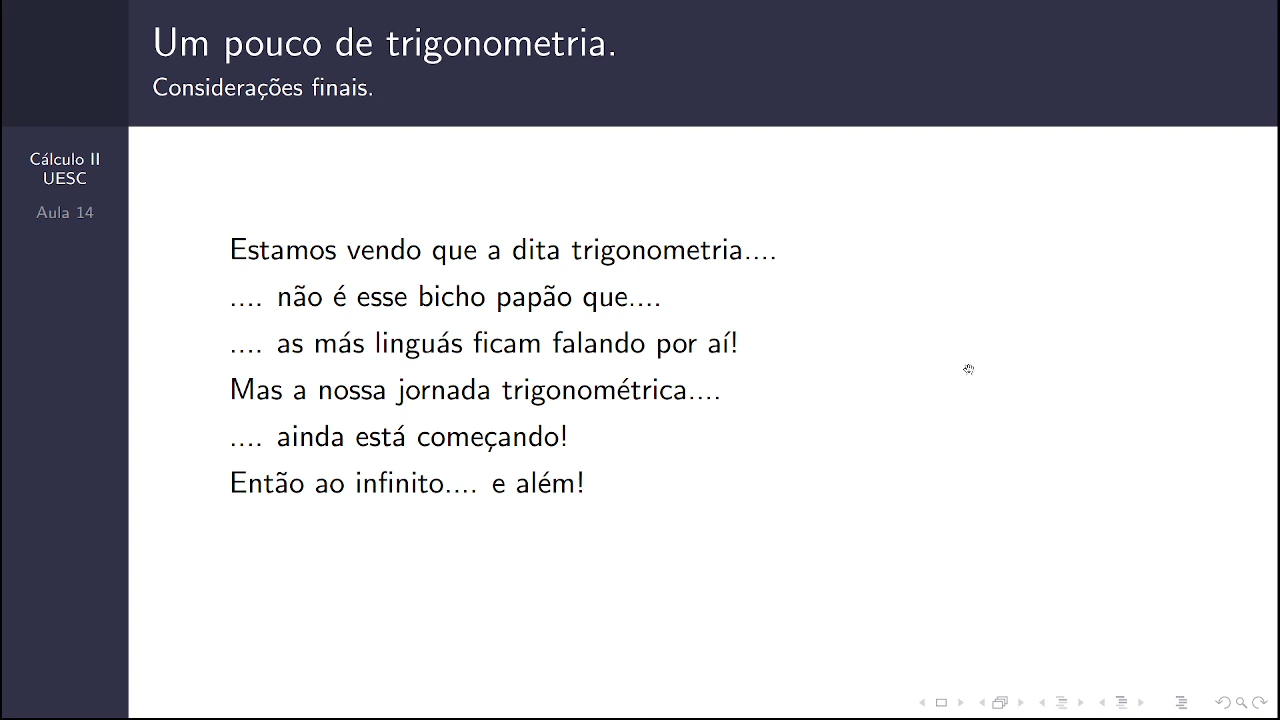 Um pouco de trigonometria.
Considerações finais.
Cálculo II
UESC
Aula 14
Estamos vendo que a dita trigonometria....
.... não é esse bicho papão que....
.... as más linguás ficam falando por aí!
Mas a nossa jornada trigonométrica....
.... ainda está começando!
Então ao infinito.... e além!